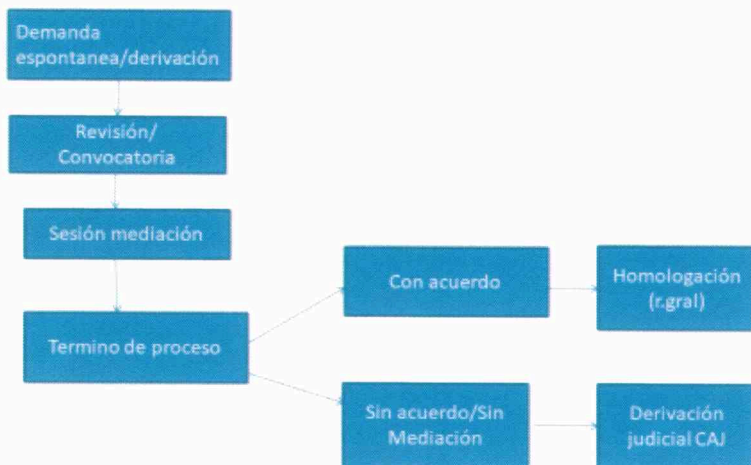 Demanda
espontanea/derivación
Revisión/
Convocatoria
Sesión mediación
Termino de proceso
Con acuerdo
Homologación
(r.gral)
Sin acuerdo/Sin
Mediación
Derivación
judicial CAJ